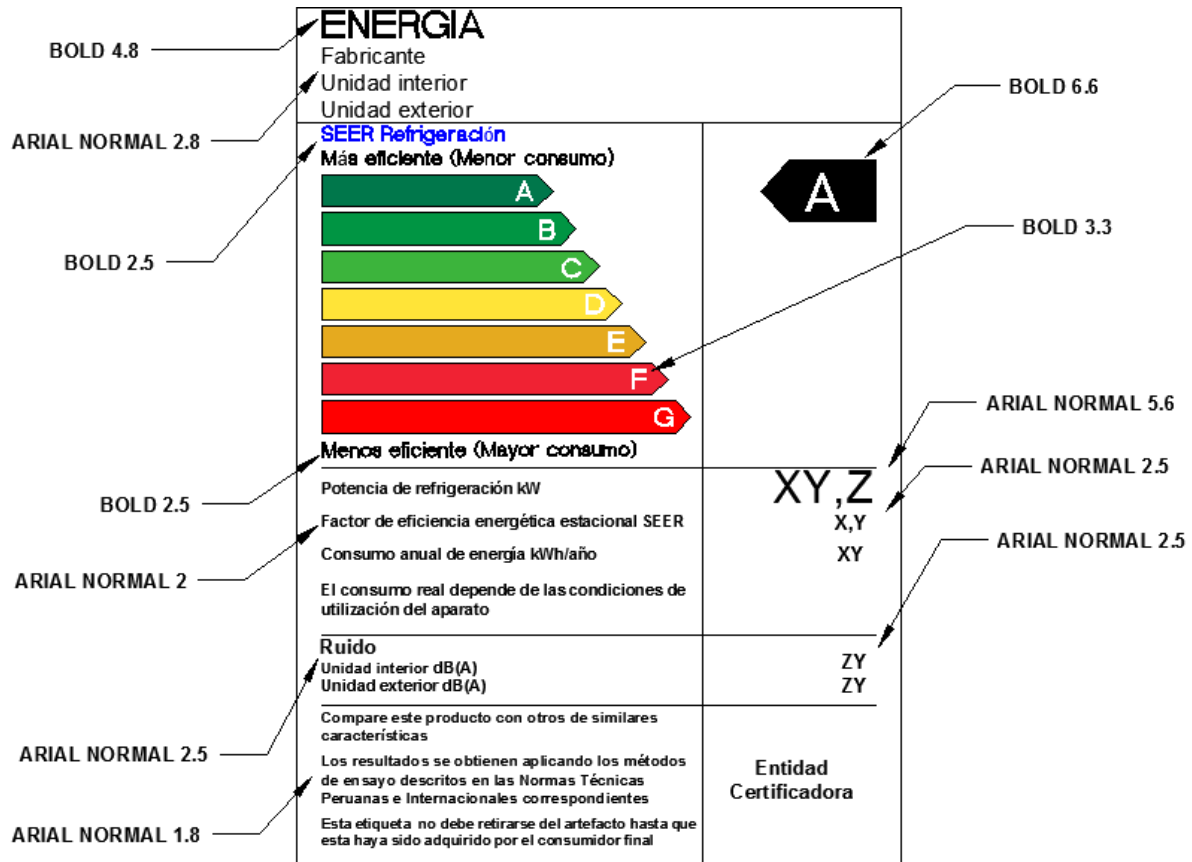 BOLD 4.8
ARIAL NORMAL 2.8
BOLD 2.5
BOLD 2.5
ARIAL NORMAL 2
ARIAL NORMAL 2.5
ARIAL NORMAL 1.8
ENERGIA
Fabricante
Unidad interior
Unidad exterior
SEER Refrigeración
Más eficiente (Menor consumo)
A
B
C
D
E
F
G
Menos eficiente (Mayor consumo)
A
Potencia de refrigeración kW
XY,Z
Factor de eficiencia energética estacional SEER
X,Y
Consumo anual de energía kWh/año
XY
El consumo real depende de las condiciones de
utilización del aparato
Ruido
Unidad interior dB(A)
ZY
Unidad exterior dB(A)
ZY
Compare este producto con otros de similares
características
Los resultados se obtienen aplicando los métodos
de ensayo descritos en las Normas Técnicas
Peruanas e Internacionales correspondientes
Esta etiqueta no debe retirarse del artefacto hasta que
esta haya sido adquirido por el consumidor final
Entidad
Certificadora
BOLD 6.6
BOLD 3.3
ARIAL NORMAL 5.6
ARIAL NORMAL 2.5
ARIAL NORMAL 2.5